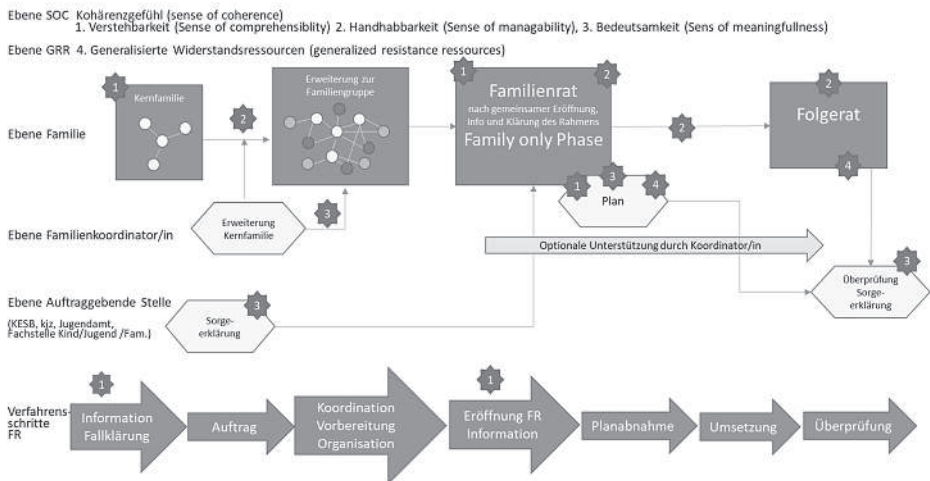 Ebene SOC Kohärenzgefühl (sense of coherence)
1. Verstehbarkeit (Sense of comprehensiblity) 2. Handhabbarkeit (Sense of managability), 3. Bedeutsamkeit (Sens of meaningfullness)
Ebene GRR 4. Generalisierte Widerstandsressourcen (generalized resistance ressources)
Ebene Familie
1
Kernfamilie
2
Erweiterung zur
Familiengruppe
1
2
Familienrat
nach gemeinsamer Eröffnung,
Info und Klärung des Rahmens
Family only Phase
2
2
Folgerat
4
Ebene Familienkoordinator/in
Erweiterung
Kernfamilie
3
1
3
4
Plan
Optionale Unterstützung durch Koordinator/in
Ebene Auftraggebende Stelle
(KESB, kjz, Jugendamt,
Fachstelle Kind/Jugend /Fam.)
3
Sorge-
erklärung
3
Überprüfung
Sorge-
erklärung
Verfahrens-
schritte
FR
1
Information
Fallklärung
Auftrag
Koordination
Vorbereitung
Organisation
1
Eröffnung FR
Information
Planabnahme
Umsetzung
Überprüfung